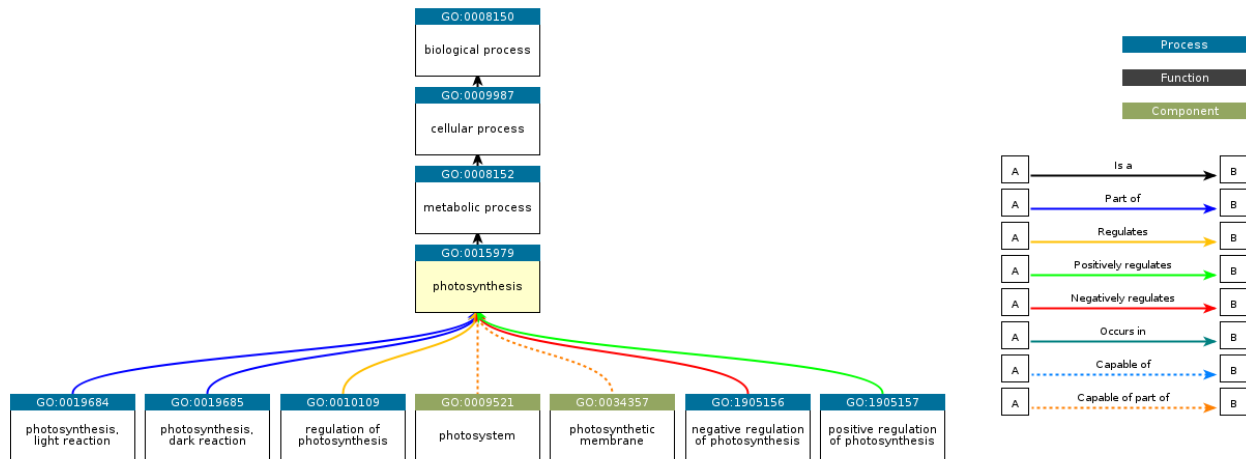 GO:0008150
biological process
GO:0009987
cellular process
GO:0008152
metabolic process
GO:0015979
photosynthesis
GO:0019684
photosynthesis,
light reaction
GO:0019685
photosynthesis,
dark reaction
GO:0010109
regulation of
photosynthesis
GO:0009521
photosystem
GO:0034357
photosynthetic
membrane
GO:1905156
negative regulation
of photosynthesis
GO:1905157
positive regulation
of photosynthesis
Process
Function
Component
A Is a B
A Part of B
A Regulates B
A Positively regulates B
A Negatively regulates B
A Occurs in B
A Capable of B
A Capable of part of B